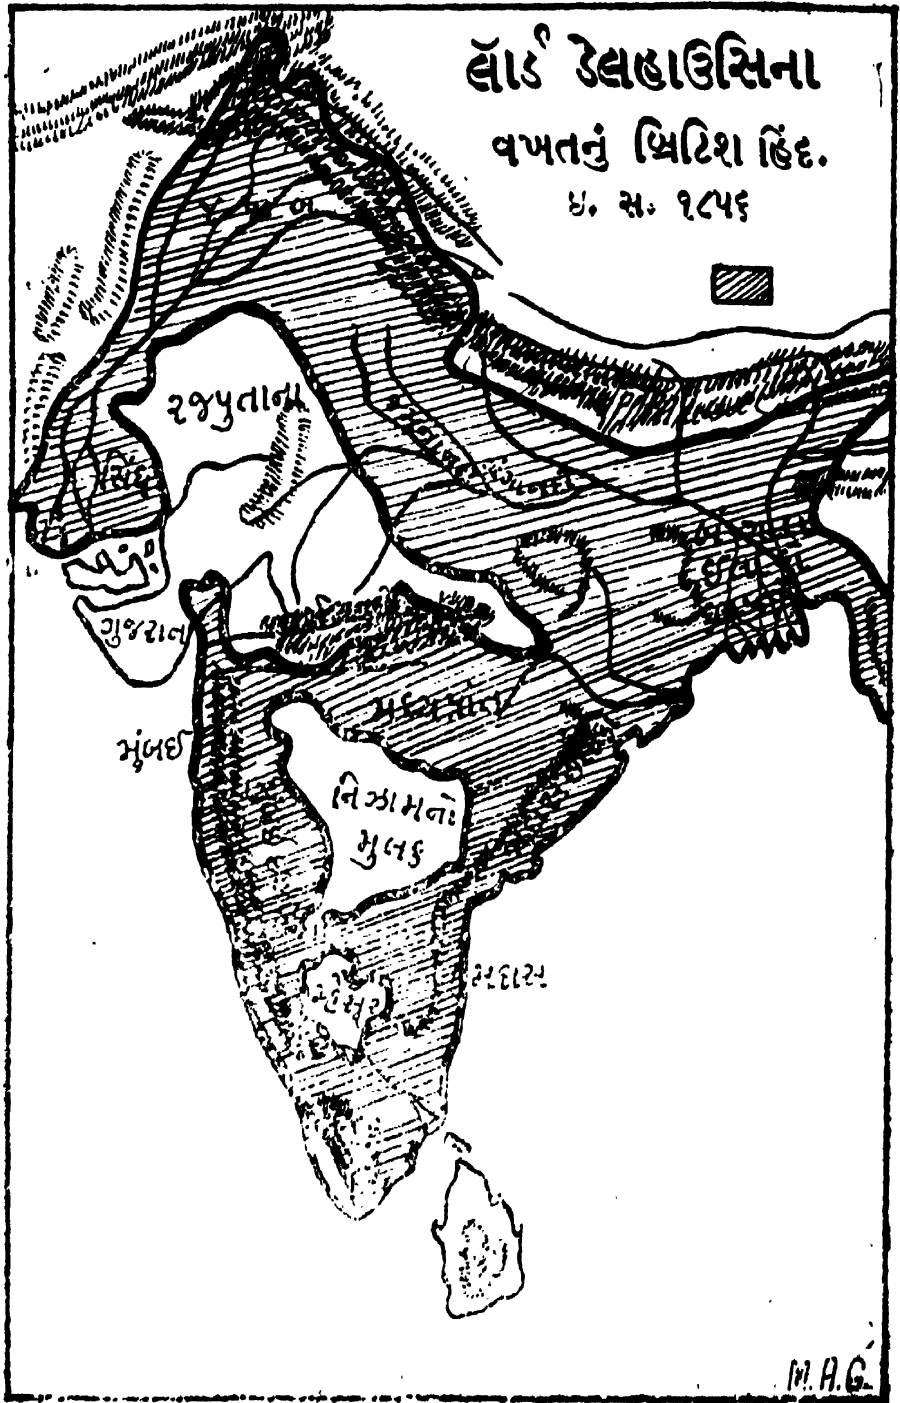 લૉર્ડ ડેલહાઉસિના
વખતનું બ્રિટિશ હિંદ.
ઇ. સ. ૧૮૫૬
રજપુતાના
સિંધ
ગુજરાત
મધ્યપ્રાંત
મુંબઈ
નિઝામનો
મુલક
મદ્રાસ
M.A.G.